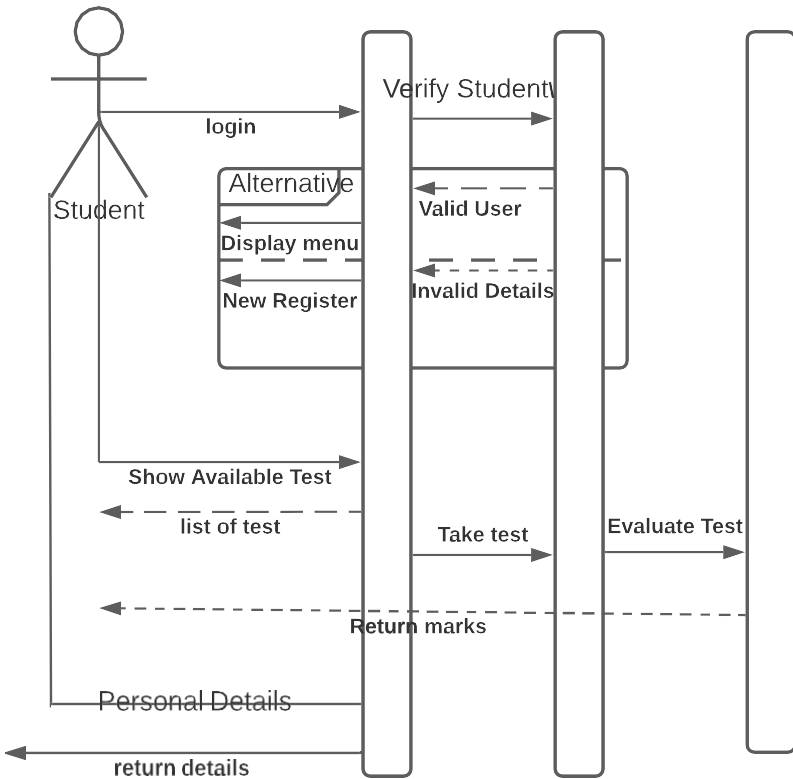 Verify Student\
login
Alternative
Student
Valid User
Display menu
Invalid Details
New Register
Show Available Test
list of test
Take test
Evaluate Test
Return marks
Personal Details
return details